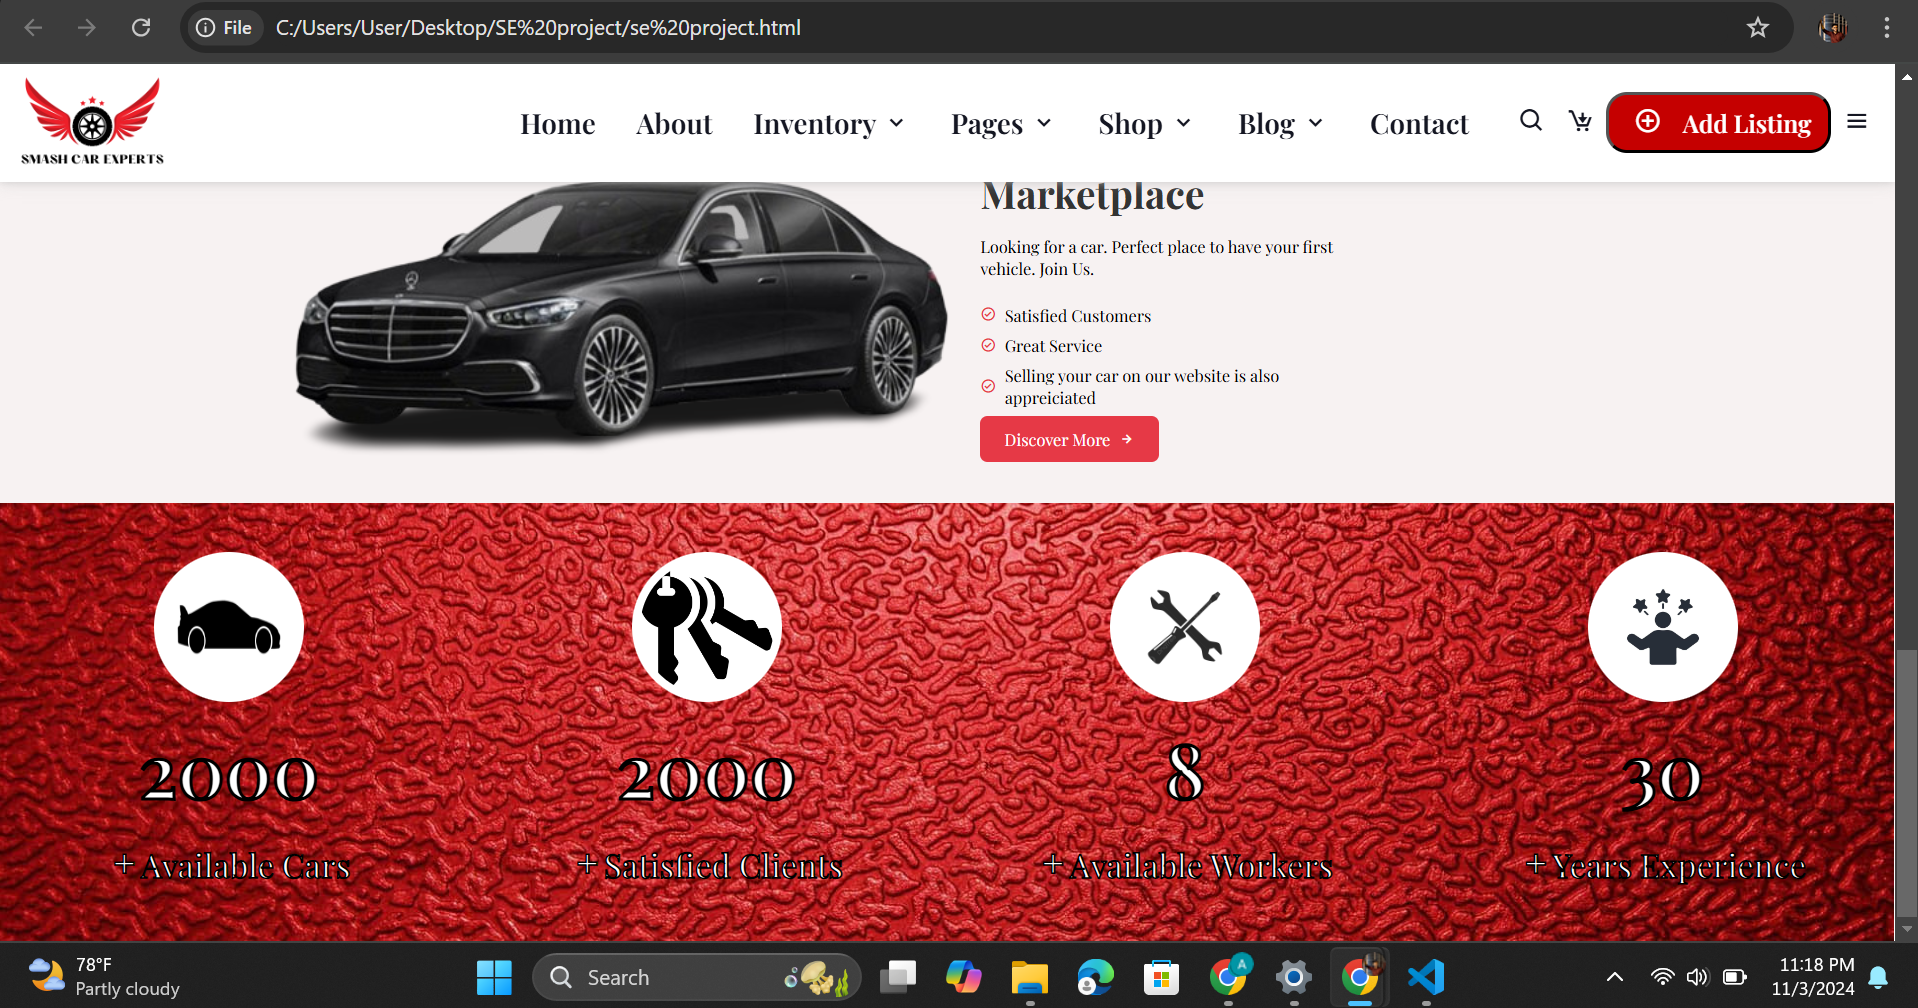 File C:/Users/User/Desktop/SE%20project/se%20project.html
SMASH CAR EXPERTS
Home About Inventory Pages Shop Blog Contact Add Listing
Marketplace
Looking for a car. Perfect place to have your first
vehicle. Join Us.
Satisfied Customers
Great Service
Selling your car on our website is also
appreiciated
Discover More
2000 2000 8 30
+ Available Cars + Satisfied Clients + Available Workers + Years Experience
78°F
Partly cloudy
Search
A
11:18 PM
11/3/2024